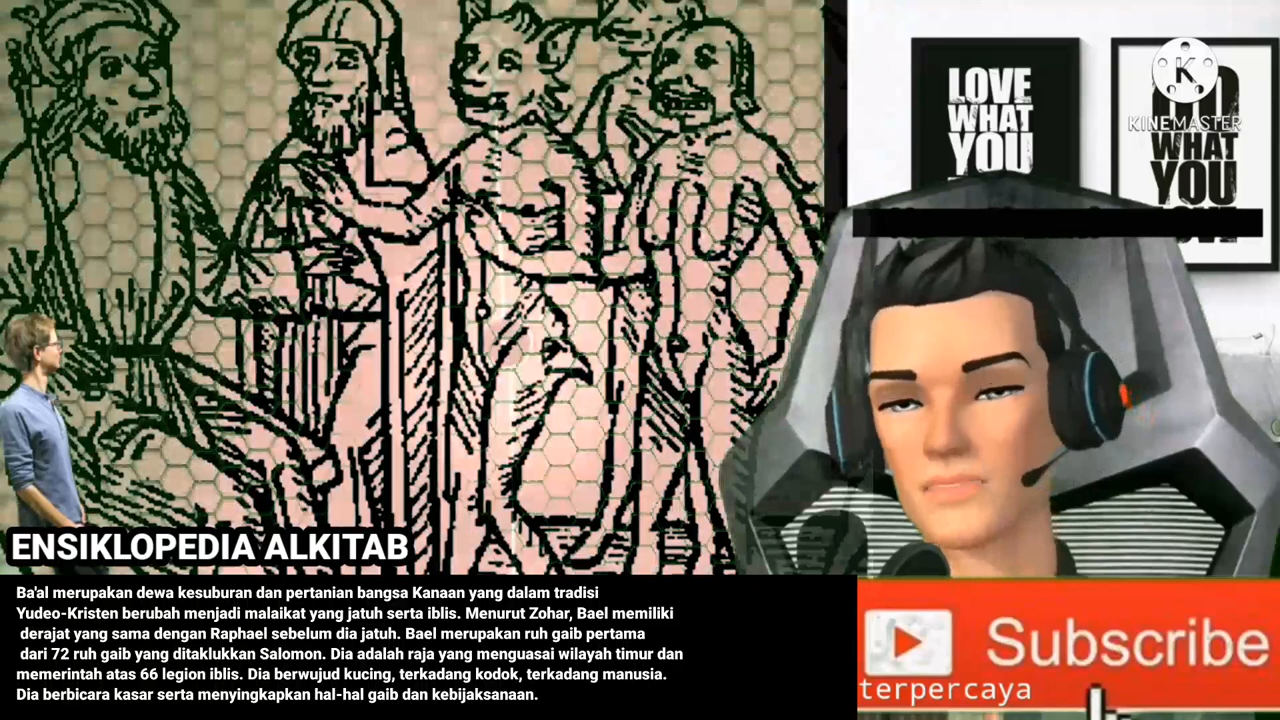 LOVE
WHAT
YOU
KINEMASTER
WHAT
YOU
ENSIKLOPEDIA ALKITAB
Ba'al merupakan dewa kesuburan dan pertanian bangsa Kanaan yang dalam tradisi
Yudeo-Kristen berubah menjadi malaikat yang jatuh serta iblis. Menurut Zohar, Bael memiliki
derajat yang sama dengan Raphael sebelum dia jatuh. Bael merupakan ruh gaib pertama
dari 72 ruh gaib yang ditaklukkan Salomon. Dia adalah raja yang menguasai wilayah timur dan
memerintah atas 66 legion iblis. Dia berwujud kucing, terkadang kodok, terkadang manusia.
Dia berbicara kasar serta menyingkapkan hal-hal gaib dan kebijaksanaan.
Subscribe
terpercaya